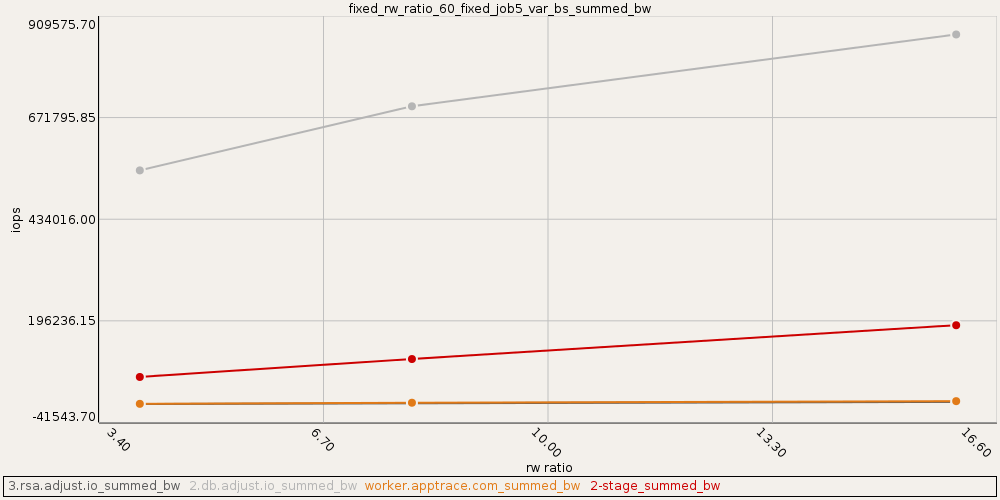 fixed_rw_ratio_60_fixed_job5_var_bs_summed_bw
909575.70
671795.85
434016.00
196236.15
-41543.70
iops
3.40
6.70
10.00
13.30
16.60
rw ratio
3.rsa.adjust.io_summed_bw 2.db.adjust.io_summed_bw worker.apptrace.com_summed_bw 2-stage_summed_bw